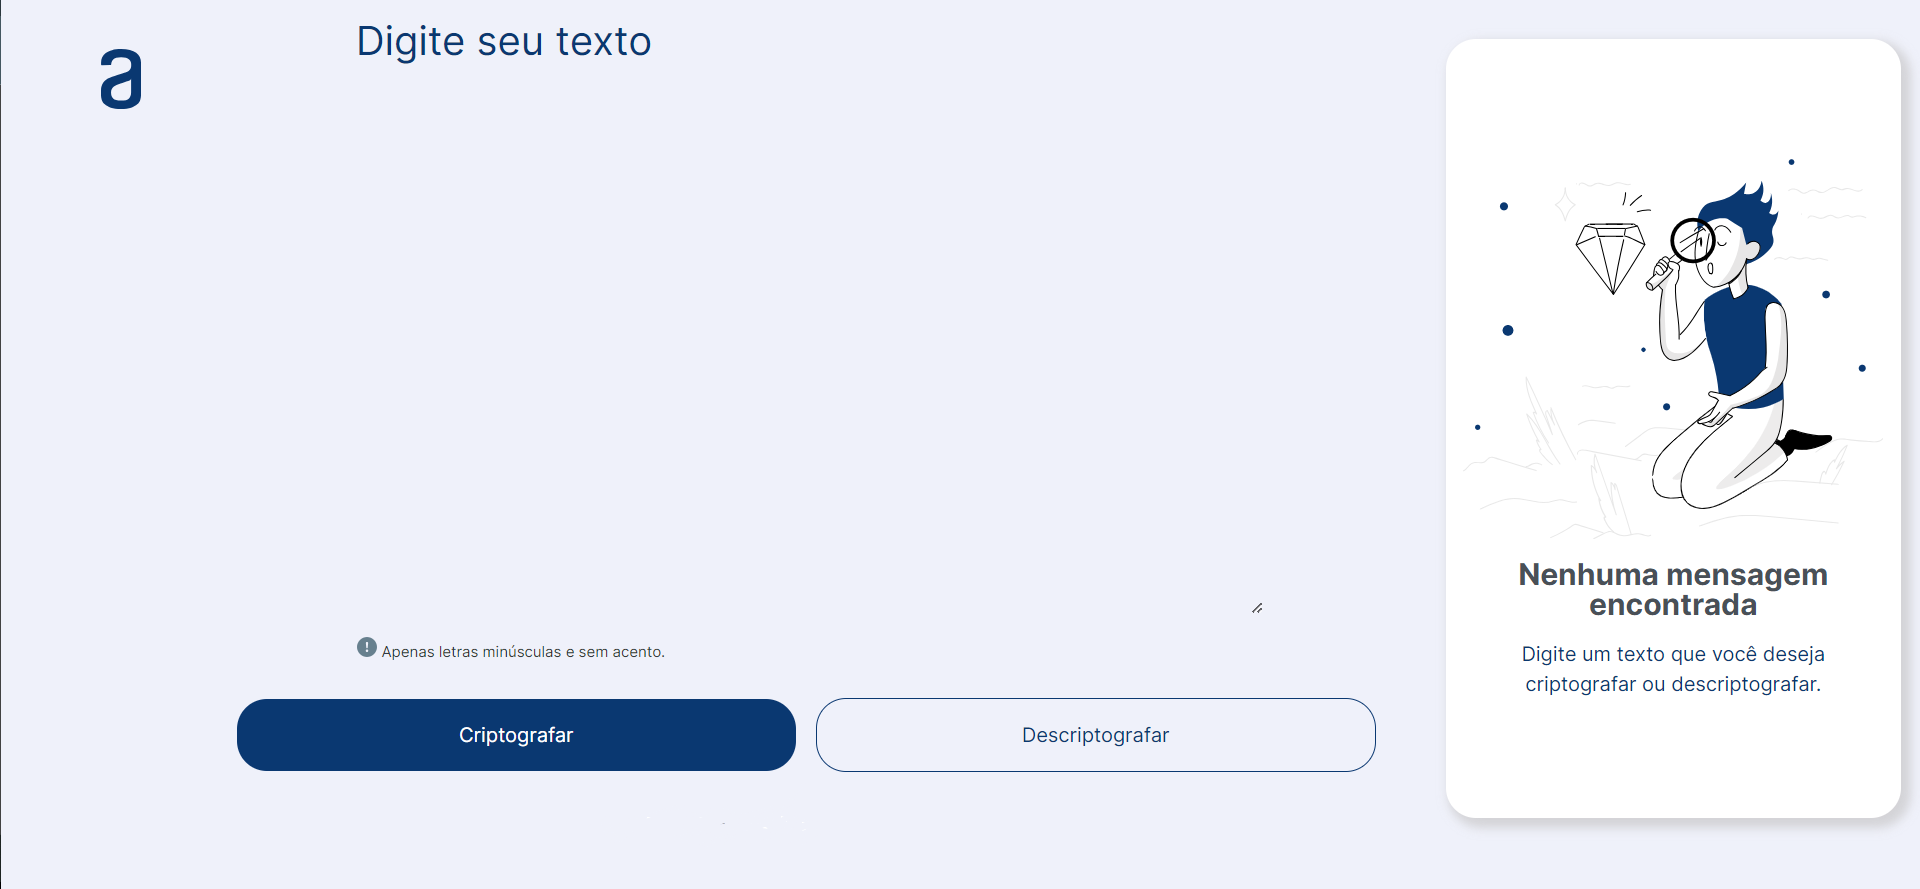 a
Digite seu texto
! Apenas letras minúsculas e sem acento.
Criptografar
Descriptografar
Nenhuma mensagem
encontrada
Digite um texto que você deseja
criptografar ou descriptografar.